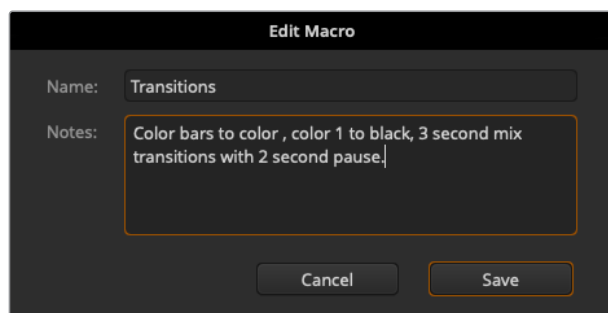 Edit Macro
Name: Transitions
Notes: Color bars to color , color 1 to black, 3 second mix
transitions with 2 second pause.
Cancel Save